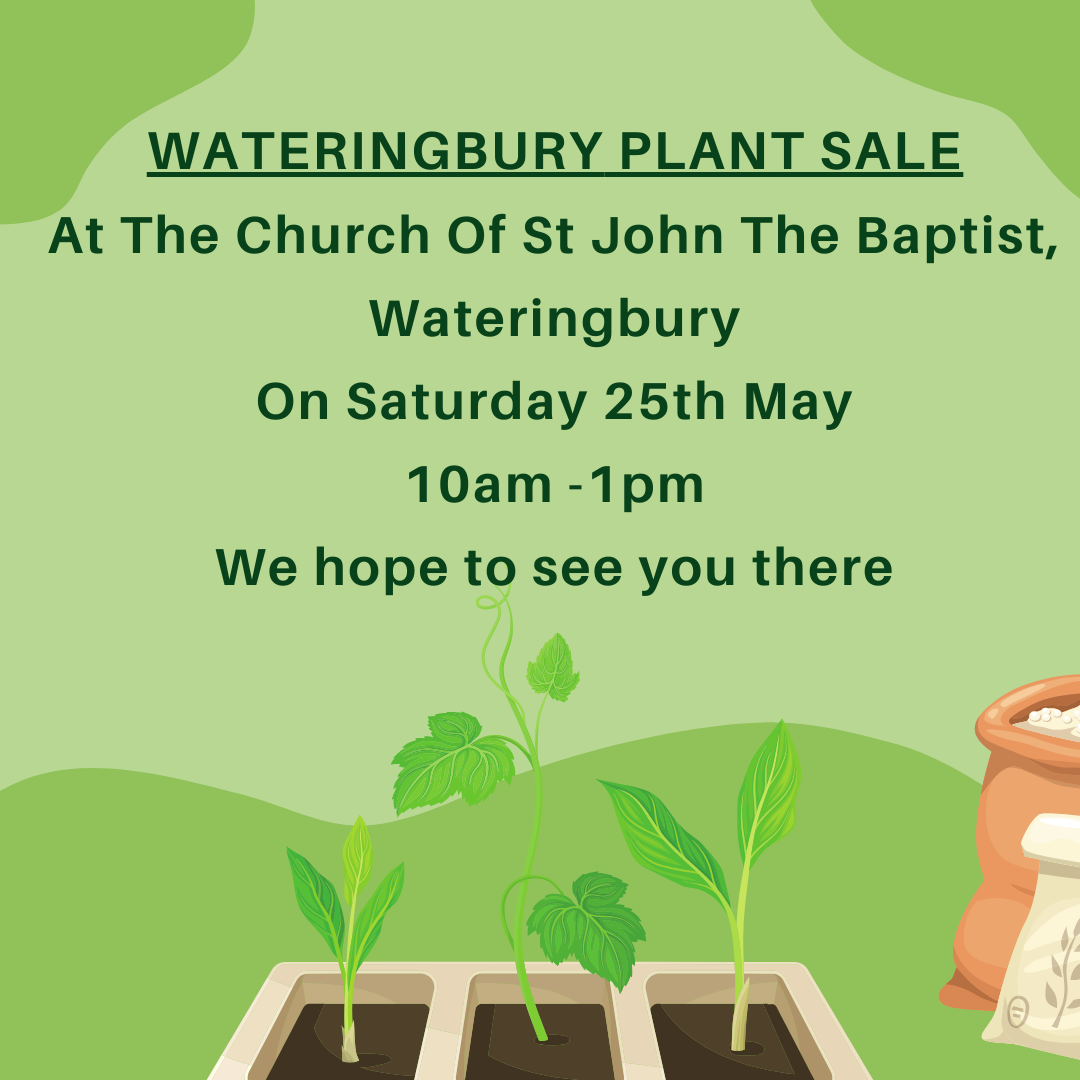 WATERINGBURY PLANT SALE
At The Church Of St John The Baptist,
Wateringbury
On Saturday 25th May
10am -1pm
We hope to see you there